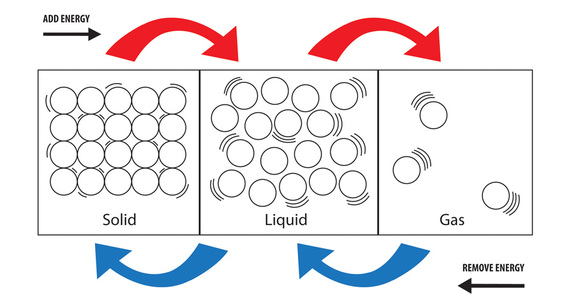 ADD ENERGY
Solid
Liquid
Gas
REMOVE ENERGY